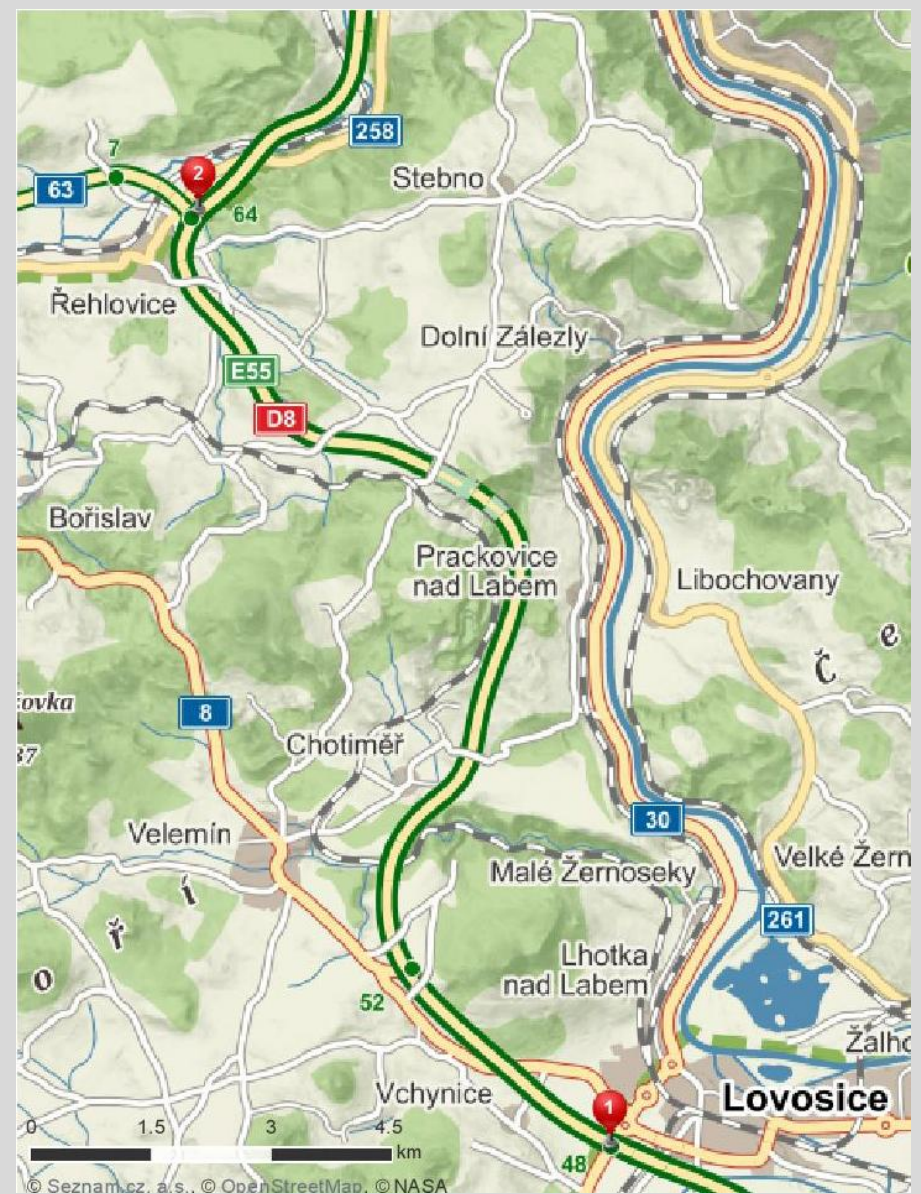 258
7
2
63
Stebno
64
Řehlovice
Dolní Zálezly
E55
D8
Bořislav
Prackovice
nad Labem
Libochovany
Č e
8
37
Chotiměř
30
Velemín
Malé Žernoseky
Velké Žern
261
o ř í
Lhotka
nad Labem
52
Žalho
Vchynice
Lovosice
1
0 1.5 3 4.5
km
48
© Seznam.cz, a.s., © OpenStreetMap, © NASA